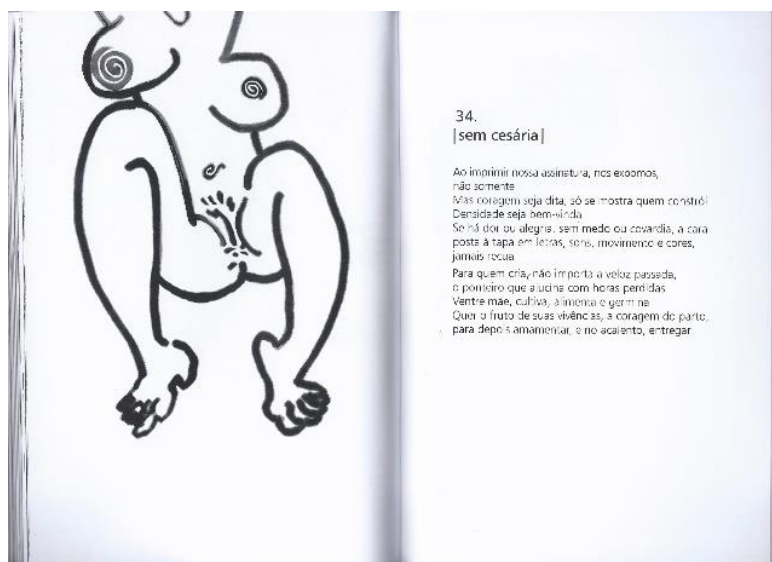 34.
|sem cesária|
Ao imprimir nossa assinatura, nos expomos,
não somente
Mas coragem seja dita, só se mostra quem constrói
Densidade seja bem-vinda
Se há dor ou alegria, sem medo ou covardia, a cara
posta à tapa em letras, sons, movimento e cores,
jamais recua
Para quem cria, não importa a veloz passada,
o ponteiro que alucina com horas perdidas
Ventre mãe, cultiva, alimenta e germina
Quer o fruto de suas vivências, a coragem do parto,
para depois amamentar, e no acalento, entregar